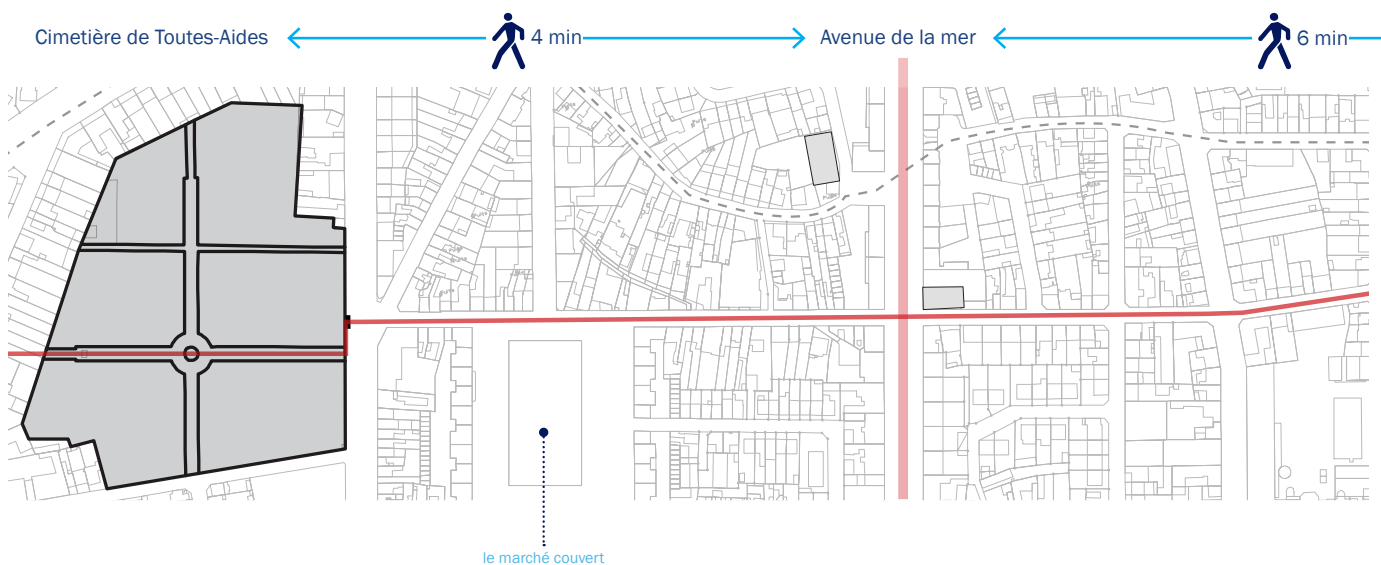 Cimetière de Toutes-Aides 4 min Avenue de la mer 6 min
le marché couvert